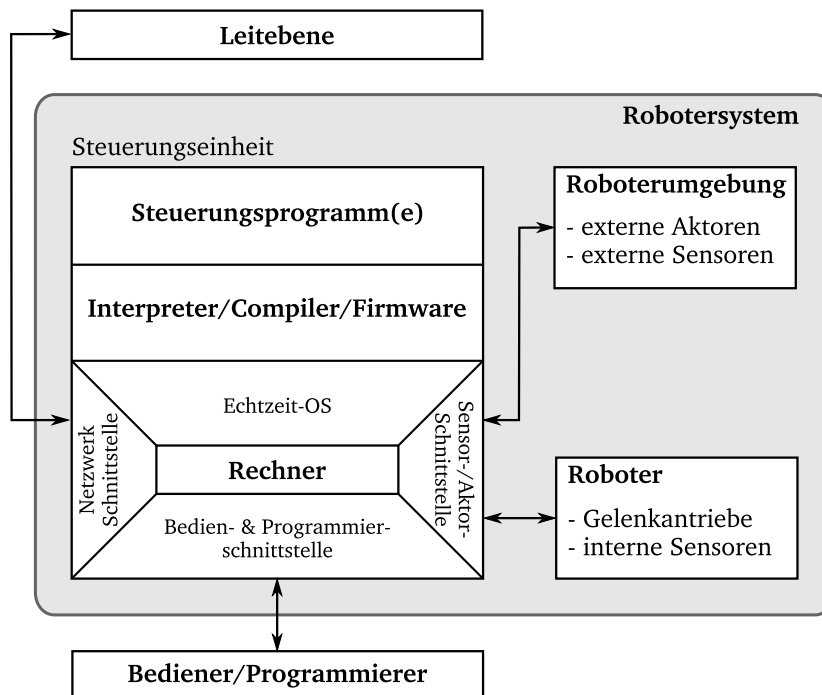 Leitebene
Robotersystem
Steuerungseinheit
Steuerungsprogramm(e)
Interpreter/Compiler/Firmware
Echtzeit-OS
Netzwerk
Schnittstelle
Rechner
Sensor-/Aktor-
Schnittstelle
Bedien- & Programmier-
schnittstelle
Roboterumgebung
- externe Aktoren
- externe Sensoren
Roboter
- Gelenkantriebe
- interne Sensoren
Bediener/Programmierer